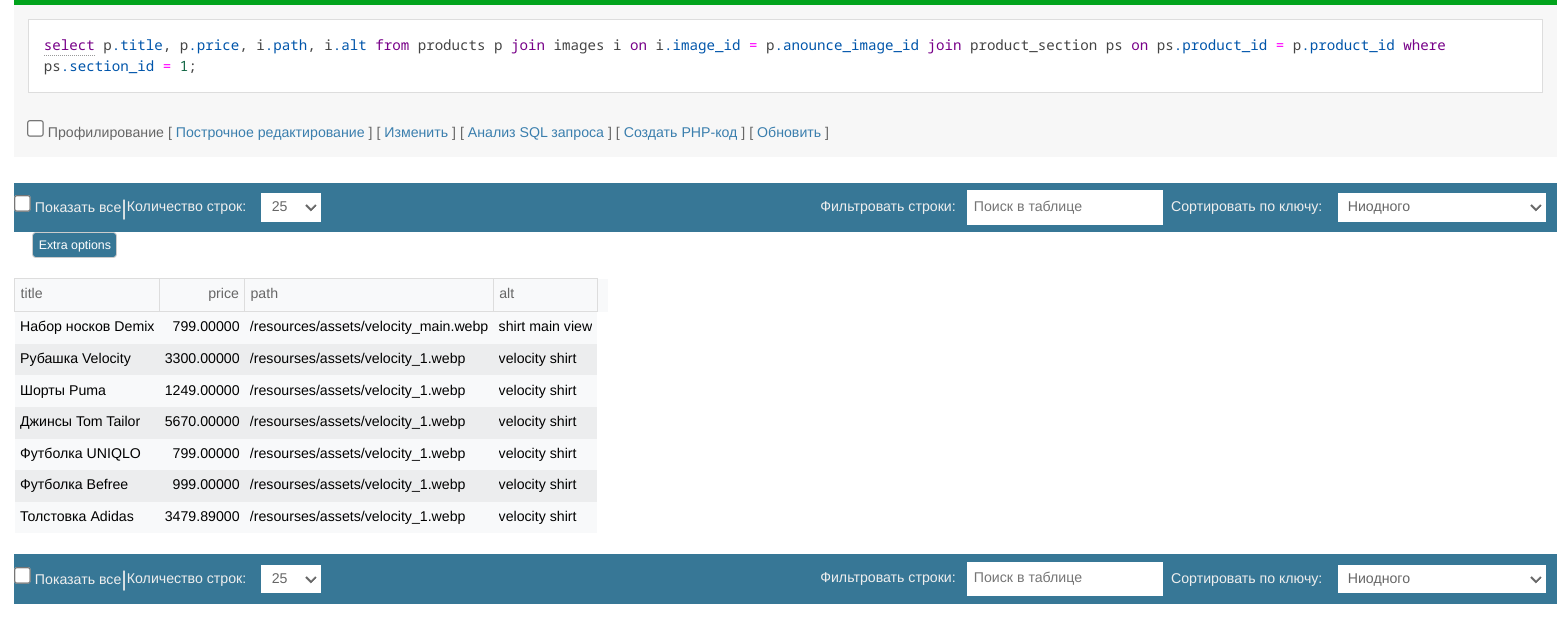 select p.title, p.price, i.path, i.alt from products p join images i on i.image_id = p.anounce_image_id join product_section ps on ps.product_id = p.product_id where
ps.section_id = 1;
Профилирование [ Построчное редактирование ] [ Изменить ] [ Анализ SQL запроса ] [ Создать PHP-код ] [ Обновить ]
Показать все Количество строк: 25 Фильтровать строки: Поиск в таблице Сортировать по ключу: Ниодного
Extra options
title price path alt
Набор носков Demix 799.00000 /resources/assets/velocity_main.webp shirt main view
Рубашка Velocity 3300.00000 /resourses/assets/velocity_1.webp velocity shirt
Шорты Puma 1249.00000 /resourses/assets/velocity_1.webp velocity shirt
Джинсы Tom Tailor 5670.00000 /resourses/assets/velocity_1.webp velocity shirt
Футболка UNIQLO 799.00000 /resourses/assets/velocity_1.webp velocity shirt
Футболка Befree 999.00000 /resourses/assets/velocity_1.webp velocity shirt
Толстовка Adidas 3479.89000 /resourses/assets/velocity_1.webp velocity shirt
Показать все Количество строк: 25 Фильтровать строки: Поиск в таблице Сортировать по ключу: Ниодного